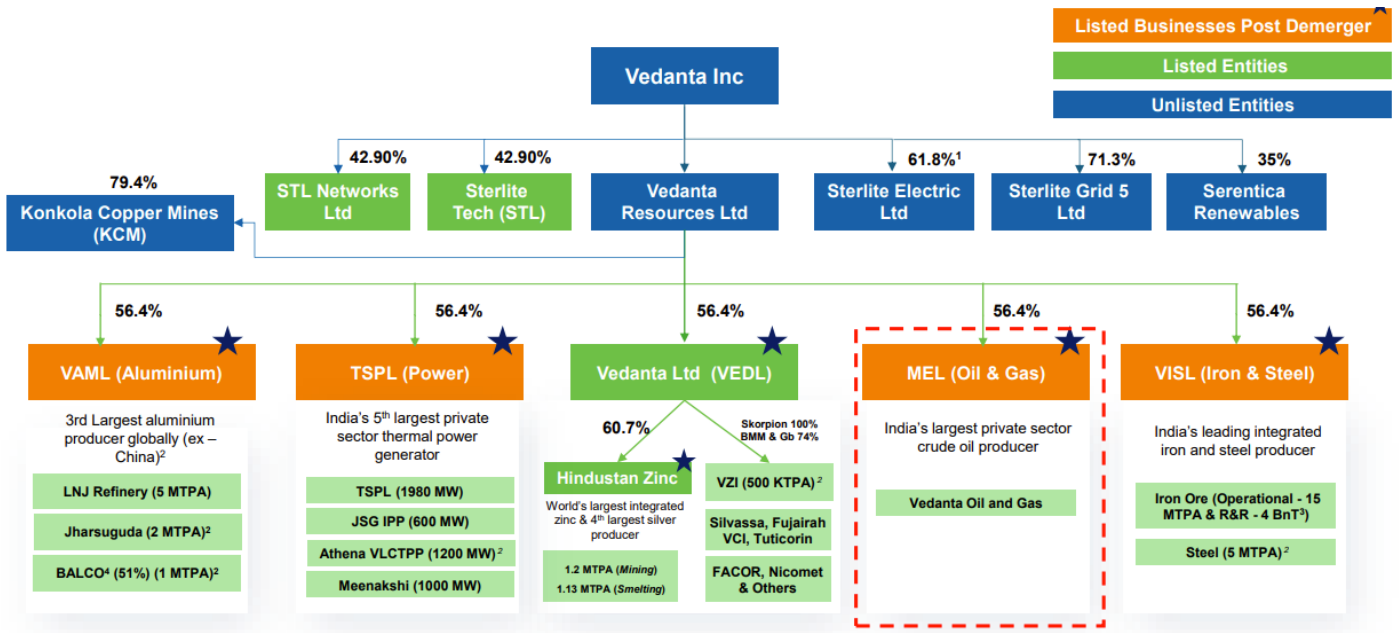 Listed Businesses Post Demerger
Listed Entities
Unlisted Entities
Vedanta Inc
79.4%
42.90%
42.90%
61.8%¹
71.3%
35%
Konkola Copper Mines
(KCM)
STL Networks
Ltd
Sterlite
Tech (STL)
Vedanta
Resources Ltd
Sterlite Electric
Ltd
Sterlite Grid 5
Ltd
Serentica
Renewables
56.4%
56.4%
56.4%
56.4%
56.4%
VAML (Aluminium)
3rd Largest aluminium
producer globally (ex –
China)²
LNJ Refinery (5 MTPA)
Jharsuguda (2 MTPA)²
BALCO⁴ (51%) (1 MTPA)²
TSPL (Power)
India's 5th largest private
sector thermal power
generator
TSPL (1980 MW)
JSG IPP (600 MW)
Athena VLCTPP (1200 MW)²
Meenakshi (1000 MW)
Vedanta Ltd (VEDL)
60.7%
Skorpion 100%
BMM & Gb 74%
Hindustan Zinc
World's largest integrated
zinc & 4th largest silver
producer
1.2 MTPA (Mining)
1.13 MTPA (Smelting)
VZI (500 KTPA)²
Silvassa, Fujairah
VCI, Tuticorin
FACOR, Nicomet
& Others
MEL (Oil & Gas)
India's largest private sector
crude oil producer
Vedanta Oil and Gas
VISL (Iron & Steel)
India's leading integrated
iron and steel producer
Iron Ore (Operational - 15
MTPA & R&R - 4 BnT³)
Steel (5 MTPA)²